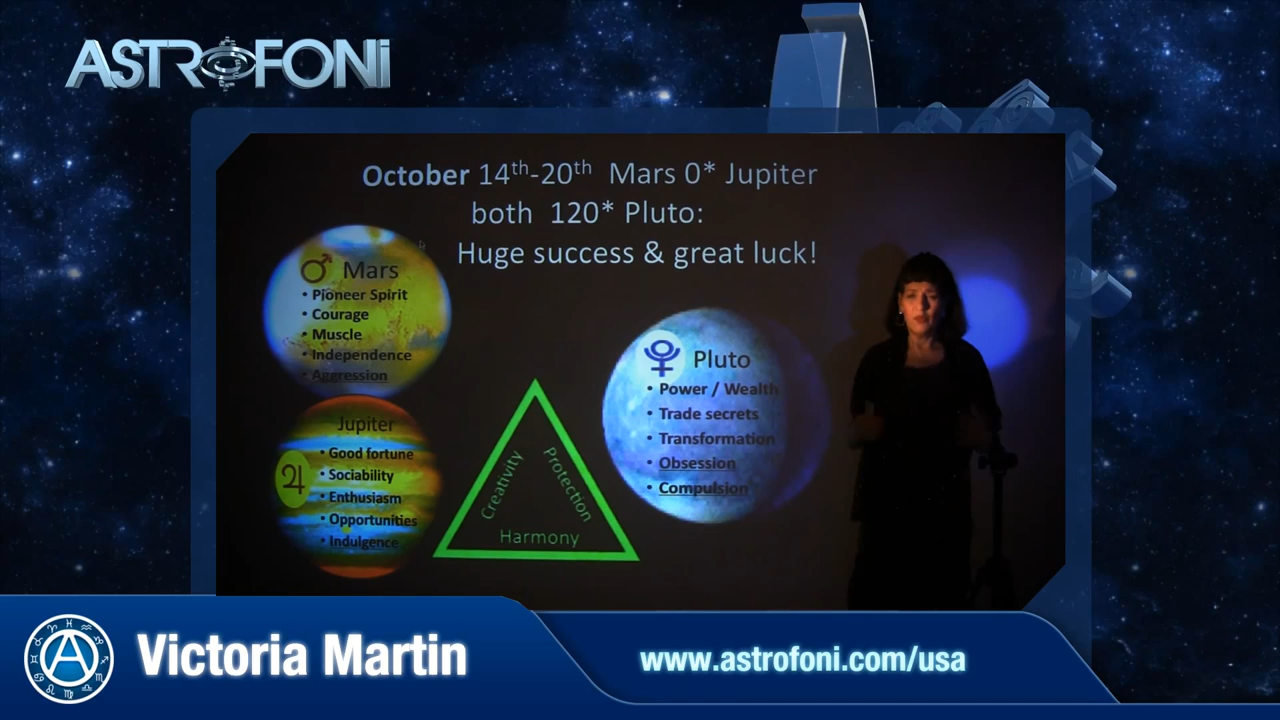 ASTROFONi
October 14th-20th Mars 0* Jupiter
both 120* Pluto:
Huge success & great luck!
♂ Mars
• Pioneer Spirit
• Courage
• Muscle
• Independence
• Aggression
Jupiter
♃
• Good fortune
• Sociability
• Enthusiasm
• Opportunities
• Indulgence
Creativity
Protection
Harmony
Pluto
• Power / Wealth
• Trade secrets
• Transformation
• Obsession
• Compulsion
Victoria Martin
www.astrofoni.com/usa